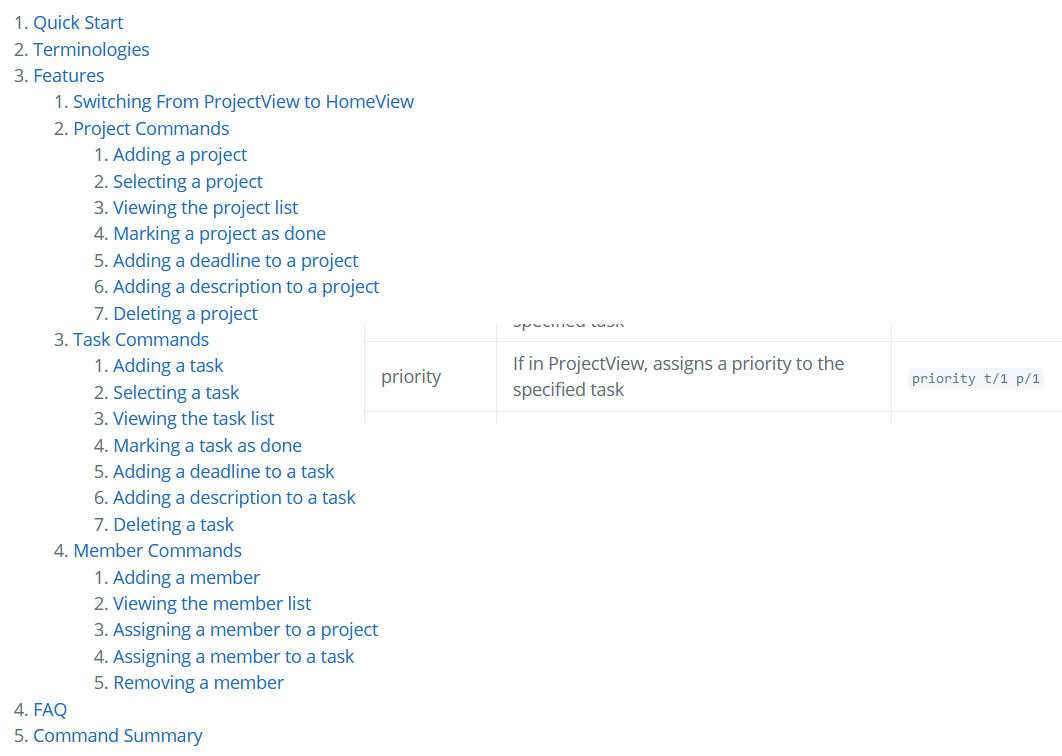 1. Quick Start
2. Terminologies
3. Features
1. Switching From ProjectView to HomeView
2. Project Commands
1. Adding a project
2. Selecting a project
3. Viewing the project list
4. Marking a project as done
5. Adding a deadline to a project
6. Adding a description to a project
7. Deleting a project
3. Task Commands
1. Adding a task
2. Selecting a task
3. Viewing the task list
4. Marking a task as done
5. Adding a deadline to a task
6. Adding a description to a task
7. Deleting a task
4. Member Commands
1. Adding a member
2. Viewing the member list
3. Assigning a member to a project
4. Assigning a member to a task
5. Removing a member
4. FAQ
5. Command Summary
specified task
priority
If in ProjectView, assigns a priority to the
specified task
priority t/1 p/1